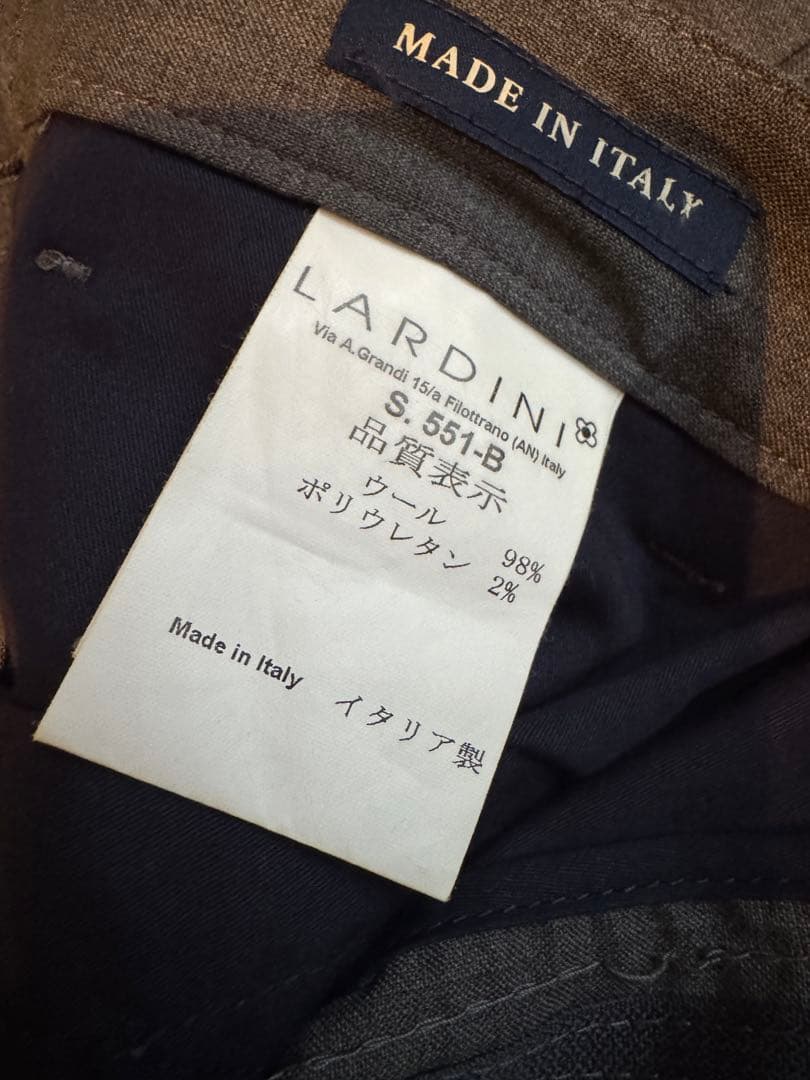 MADE IN ITALY
LARDINI
Via A.Grandi 15/a Filottrano (AN) Italy
S. 551-B
品質表示
ウール 98%
ポリウレタン 2%
Made in Italy イタリア製